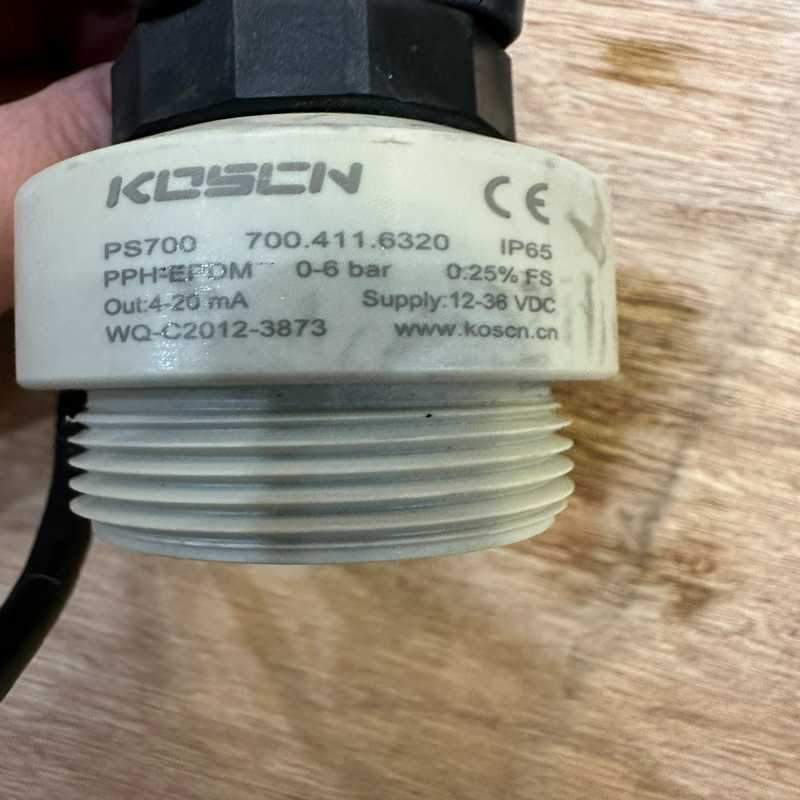 KOSCN CE
PS700 700.411.6320 IP65
PPH-EPDM 0-6 bar 0.25% FS
Out:4-20 mA Supply:12-36 VDC
WQ-C2012-3873 www.koscn.cn